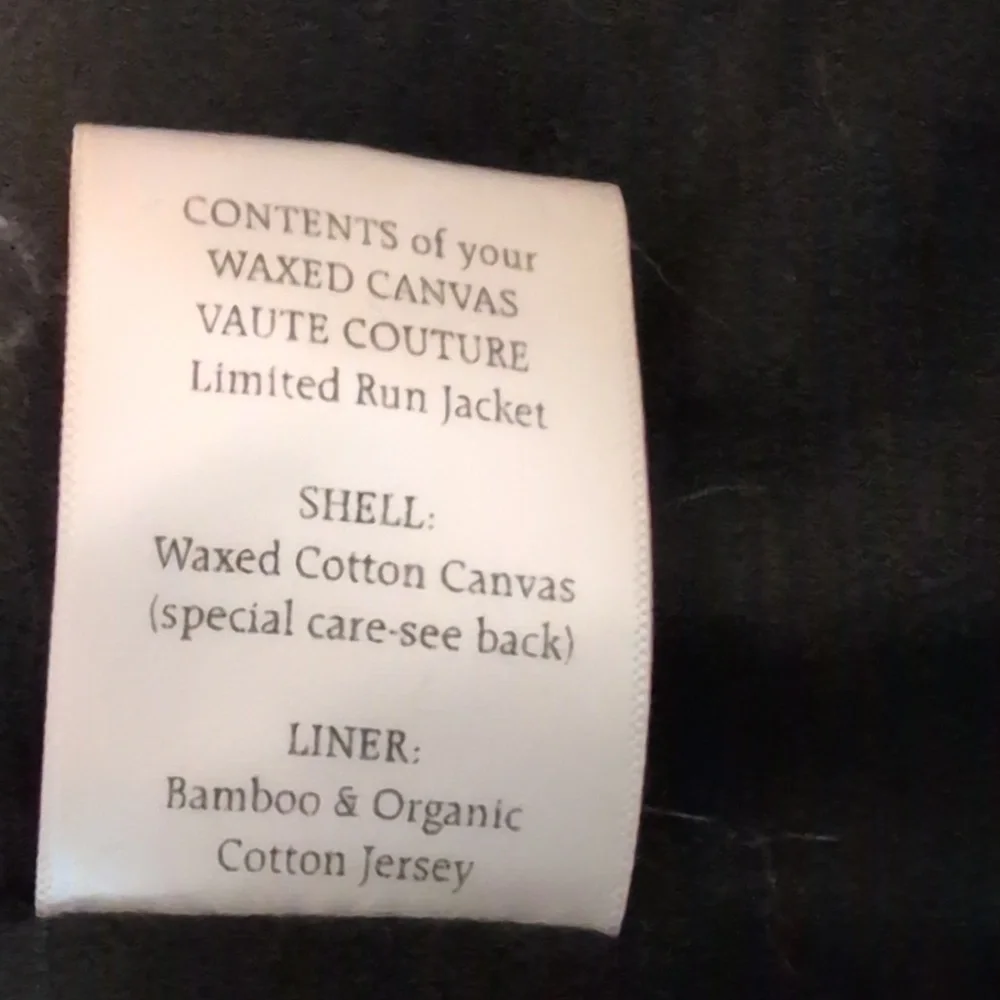 CONTENTS of your
WAXED CANVAS
VAUTE COUTURE
Limited Run Jacket
SHELL:
Waxed Cotton Canvas
(special care-see back)
LINER:
Bamboo & Organic
Cotton Jersey